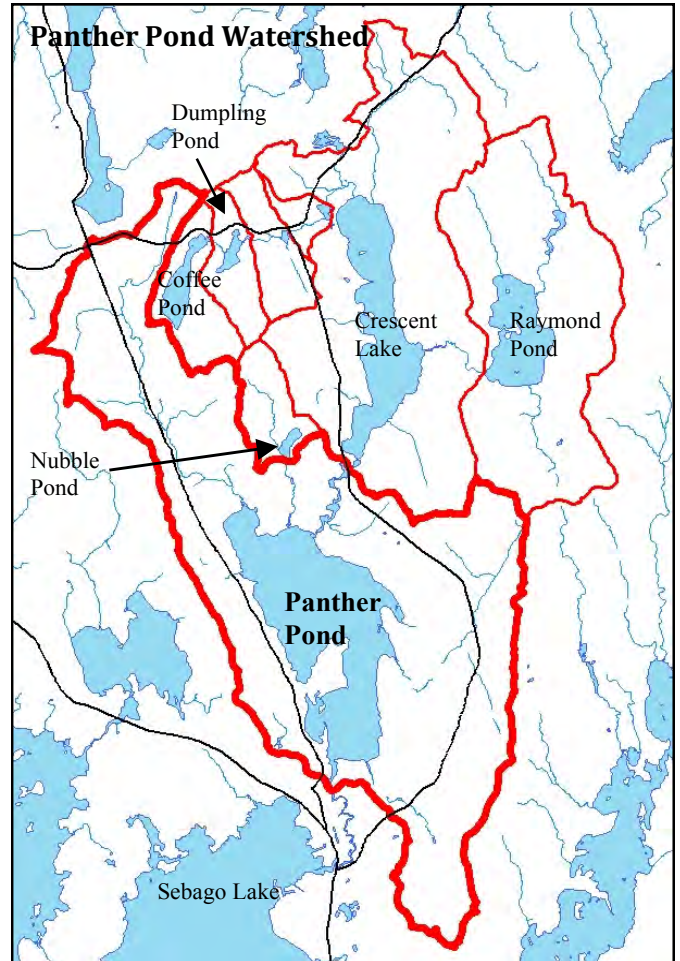 Panther Pond Watershed
Dumpling
Pond
Coffee
Pond
Crescent
Lake
Raymond
Pond
Nubble
Pond
Panther
Pond
Sebago Lake